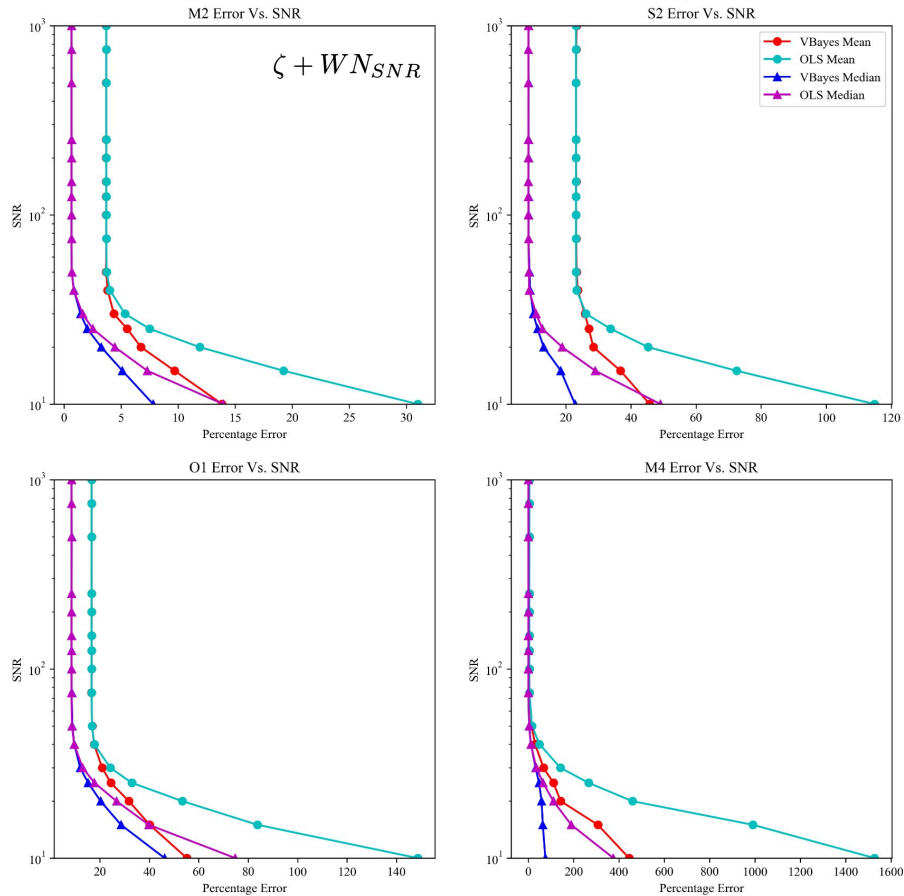 M2 Error Vs. SNR
10³
10²
10¹
SNR
ζ + WN_{SNR}
0 5 10 15 20 25 30
Percentage Error
S2 Error Vs. SNR
10³
10²
10¹
SNR
VBayes Mean
OLS Mean
VBayes Median
OLS Median
20 40 60 80 100 120
Percentage Error
O1 Error Vs. SNR
10³
10²
10¹
SNR
20 40 60 80 100 120 140
Percentage Error
M4 Error Vs. SNR
10³
10²
10¹
SNR
0 200 400 600 800 1000 1200 1400 1600
Percentage Error